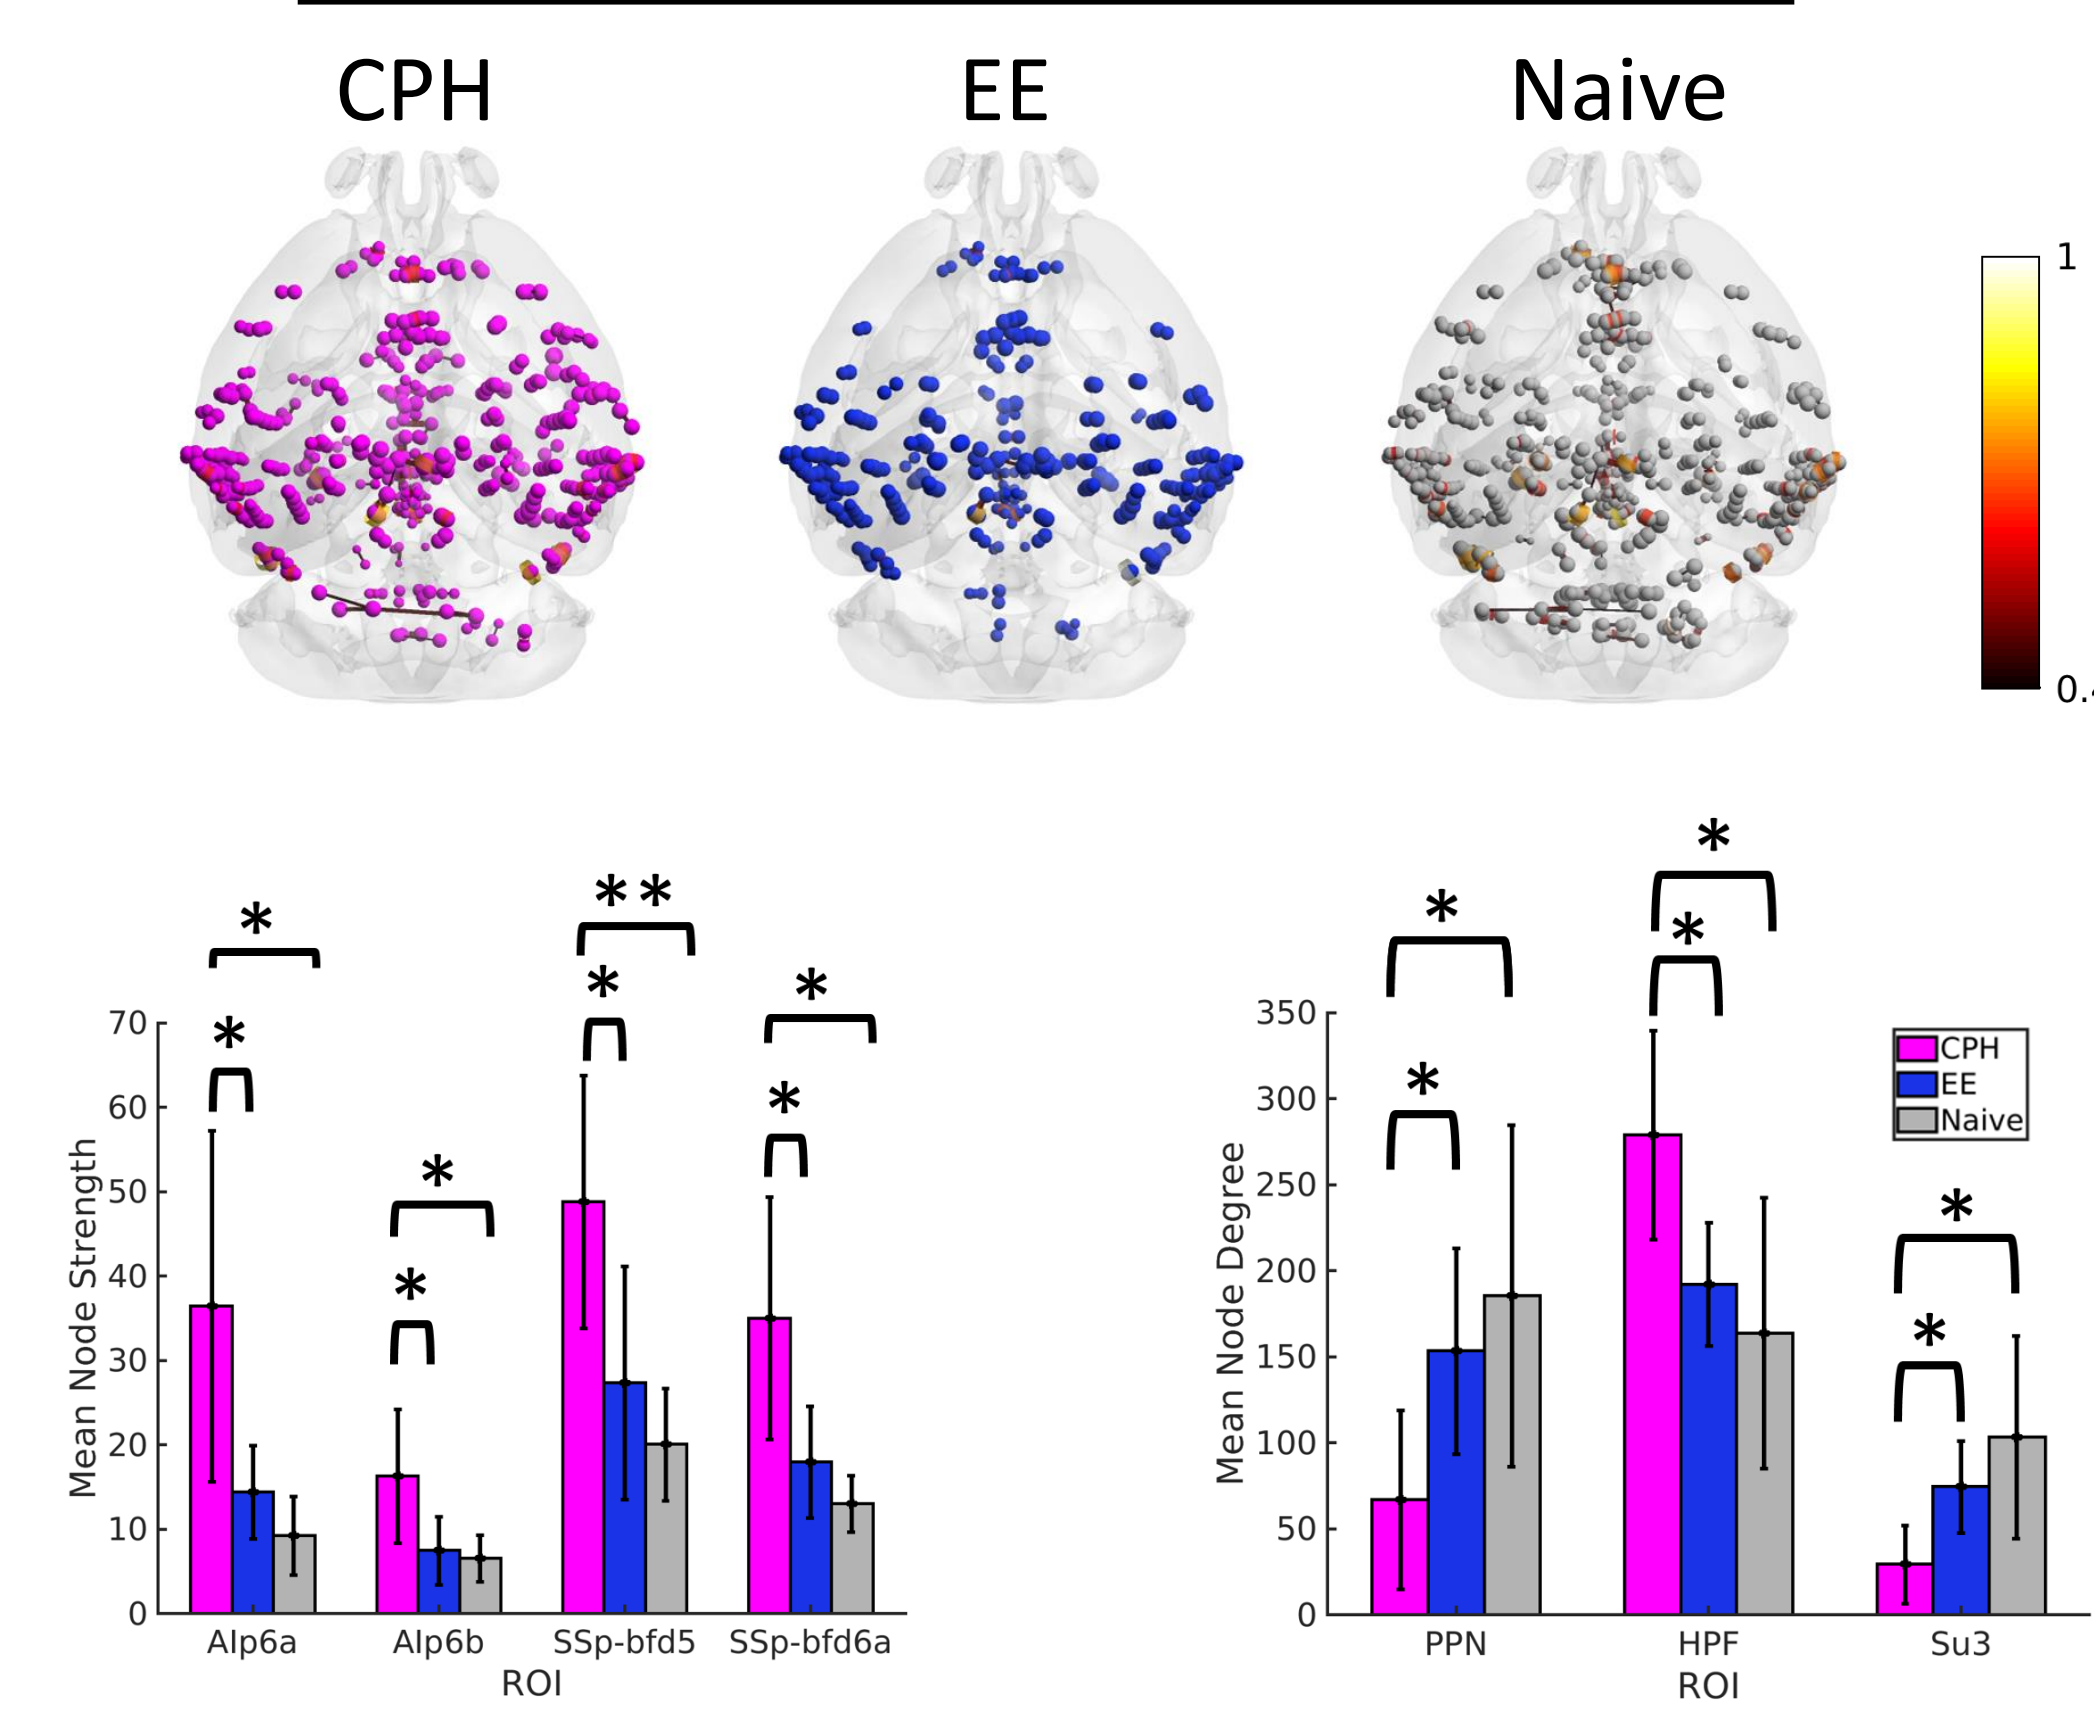 CPH EE Naive
1
0.4
* ** * *
* * * *
* * * *
* * *
70
60
50
40
30
20
10
0
Mean Node Strength
AIp6a AIp6b SSp-bfd5 SSp-bfd6a
ROI
350
300
250
200
150
100
50
0
Mean Node Degree
CPH
EE
Naive
PPN HPF Su3
ROI